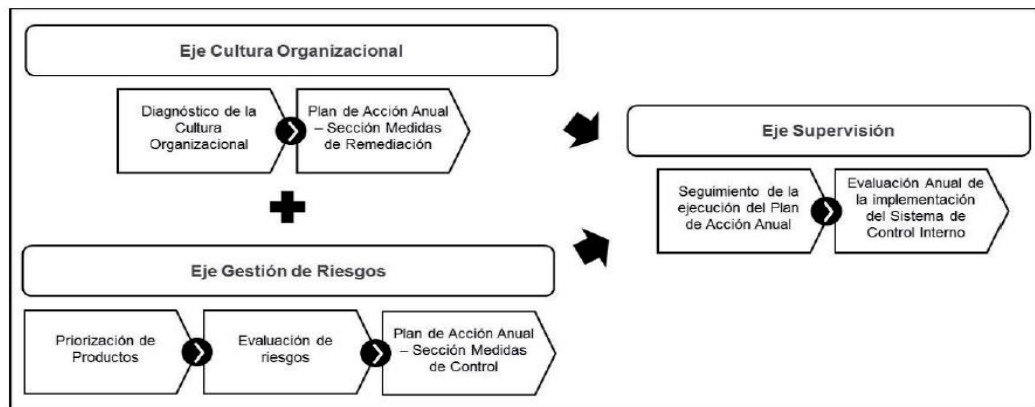 Eje Cultura Organizacional
Diagnóstico de la
Cultura
Organizacional
Plan de Acción Anual
– Sección Medidas
de Remediación
Eje Gestión de Riesgos
Priorización de
Productos
Evaluación de
riesgos
Plan de Acción Anual
– Sección Medidas
de Control
Eje Supervisión
Seguimiento de la
ejecución del Plan
de Acción Anual
Evaluación Anual de
la implementación
del Sistema de
Control Interno